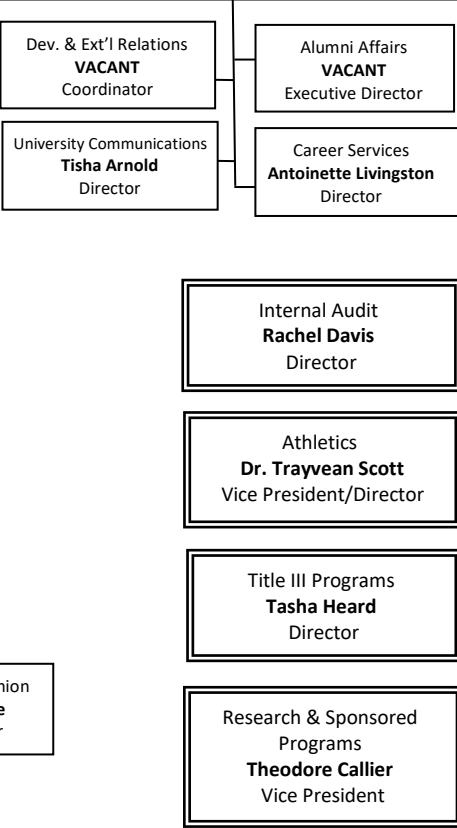 Dev. & Ext’l Relations
VACANT
Coordinator
Alumni Affairs
VACANT
Executive Director
University Communications
Tisha Arnold
Director
Career Services
Antoinette Livingston
Director
Internal Audit
Rachel Davis
Director
Athletics
Dr. Trayvean Scott
Vice President/Director
Title III Programs
Tasha Heard
Director
Research & Sponsored
Programs
Theodore Callier
Vice President